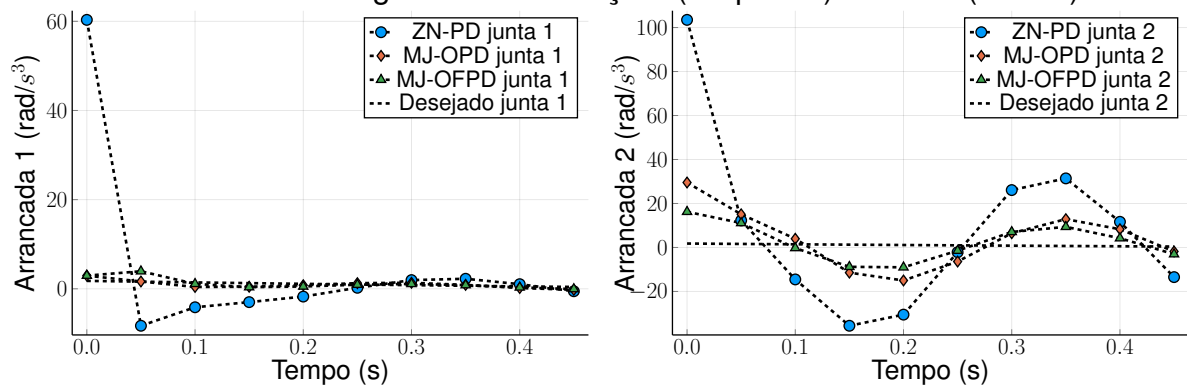 ZN-PD junta 1
MJ-OPD junta 1
MJ-OFPD junta 1
Desejado junta 1
Arrancada 1 (rad/s³)
60
40
20
0
0.0 0.1 0.2 0.3 0.4
Tempo (s)
ZN-PD junta 2
MJ-OPD junta 2
MJ-OFPD junta 2
Desejado junta 2
Arrancada 2 (rad/s³)
100
80
60
40
20
0
−20
0.0 0.1 0.2 0.3 0.4
Tempo (s)